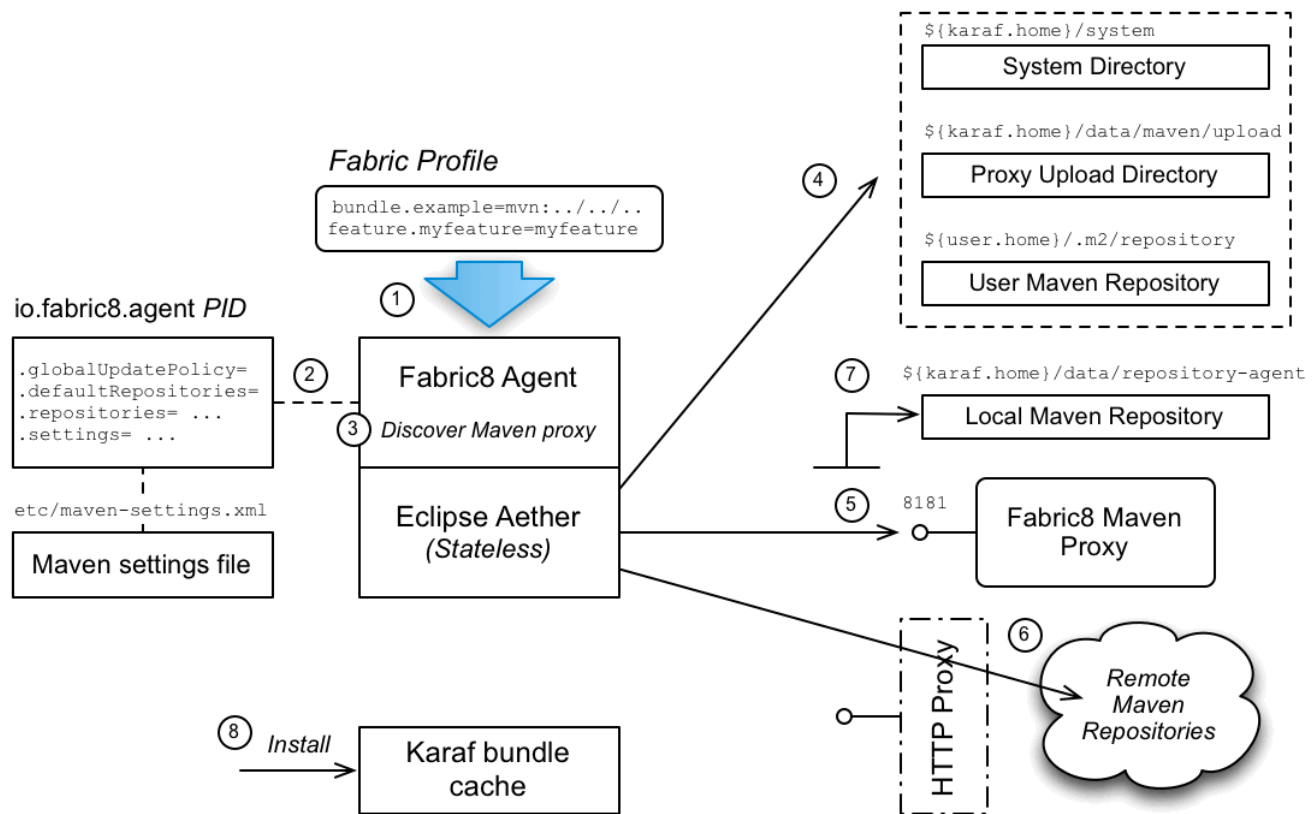 ${karaf.home}/system
System Directory
${karaf.home}/data/maven/upload
Proxy Upload Directory
${user.home}/.m2/repository
User Maven Repository
4
Fabric Profile
bundle.example=mvn:../../..
feature.myfeature=myfeature
1
io.fabric8.agent PID
.globalUpdatePolicy=
.defaultRepositories=
.repositories= ...
.settings= ...
2
Fabric8 Agent
3
Discover Maven proxy
7
${karaf.home}/data/repository-agent
Local Maven Repository
etc/maven-settings.xml
Maven settings file
Eclipse Aether
(Stateless)
5
8181
Fabric8 Maven
Proxy
6
HTTP Proxy
Remote
Maven
Repositories
8
Install
Karaf bundle
cache